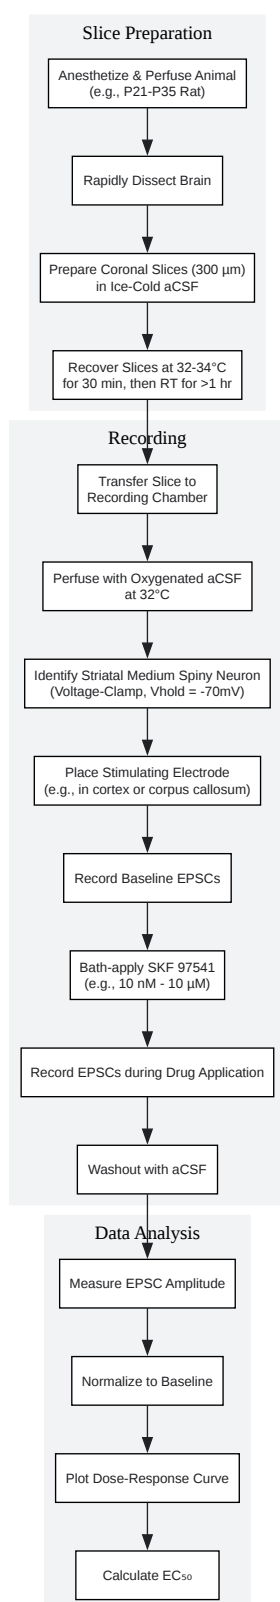 Slice Preparation
Anesthetize & Perfuse Animal
(e.g., P21-P35 Rat)
Rapidly Dissect Brain
Prepare Coronal Slices (300 µm)
in Ice-Cold aCSF
Recover Slices at 32-34°C
for 30 min, then RT for >1 hr
Recording
Transfer Slice to
Recording Chamber
Perfuse with Oxygenated aCSF
at 32°C
Identify Striatal Medium Spiny Neuron
(Voltage-Clamp, Vhold = -70mV)
Place Stimulating Electrode
(e.g., in cortex or corpus callosum)
Record Baseline EPSCs
Bath-apply SKF 97541
(e.g., 10 nM - 10 µM)
Record EPSCs during Drug Application
Washout with aCSF
Data Analysis
Measure EPSC Amplitude
Normalize to Baseline
Plot Dose-Response Curve
Calculate EC₅₀